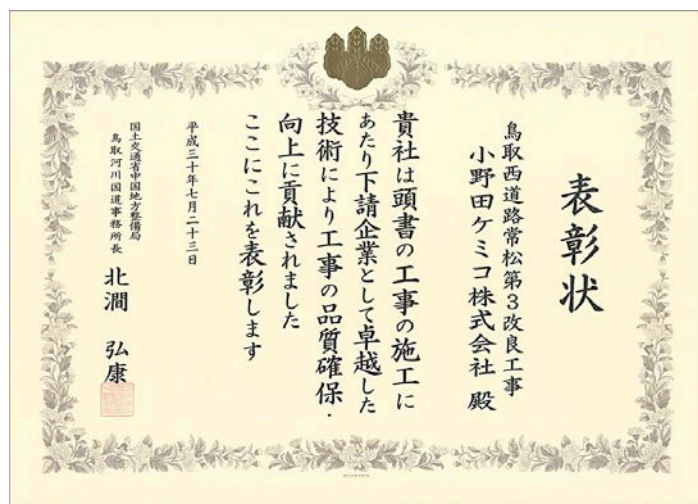 表彰状
鳥取西道路常松第3改良工事
小野田ケミコ株式会社 殿
貴社は頭書の工事の施工に
あたり下請企業として卓越した
技術により工事の品質確保・
向上に貢献されました
ここにこれを表彰します
平成三十年七月二十三日
国土交通省中国地方整備局
鳥取河川国道事務所長
北澗 弘康